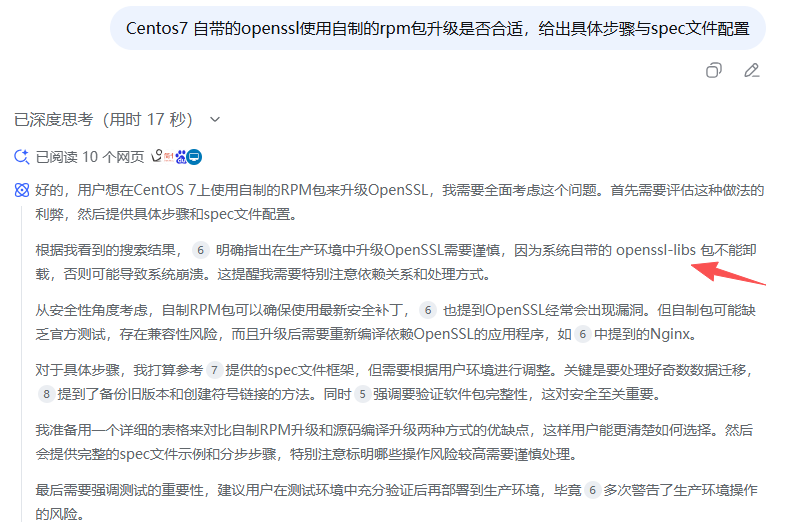 Centos7 自带的openssl使用自制的rpm包升级是否合适，给出具体步骤与spec文件配置
已深度思考（用时 17 秒）
已阅读 10 个网页
好的，用户想在CentOS 7上使用自制的RPM包来升级OpenSSL，我需要全面考虑这个问题。首先需要评估这种做法的
利弊，然后提供具体步骤和spec文件配置。
根据我看到的搜索结果， 6 明确指出在生产环境中升级OpenSSL需要谨慎，因为系统自带的 openssl-libs 包不能卸
载，否则可能导致系统崩溃。这提醒我需要特别注意依赖关系和处理方式。
从安全性角度考虑，自制RPM包可以确保使用最新安全补丁， 6 也提到OpenSSL经常会出现漏洞。但自制包可能缺
乏官方测试，存在兼容性风险，而且升级后需要重新编译依赖OpenSSL的应用程序，如 6 中提到的Nginx。
对于具体步骤，我打算参考 7 提供的spec文件框架，但需要根据用户环境进行调整。关键是要处理好奇数数据迁移，
8 提到了备份旧版本和创建符号链接的方法。同时 5 强调要验证软件包完整性，这对安全至关重要。
我准备用一个详细的表格来对比自制RPM升级和源码编译升级两种方式的优缺点，这样用户能更清楚如何选择。然后
会提供完整的spec文件示例和分步步骤，特别注意标明哪些操作风险较高需要谨慎处理。
最后需要强调测试的重要性，建议用户在测试环境中充分验证后再部署到生产环境，毕竟 6 多次警告了生产环境操作
的风险。